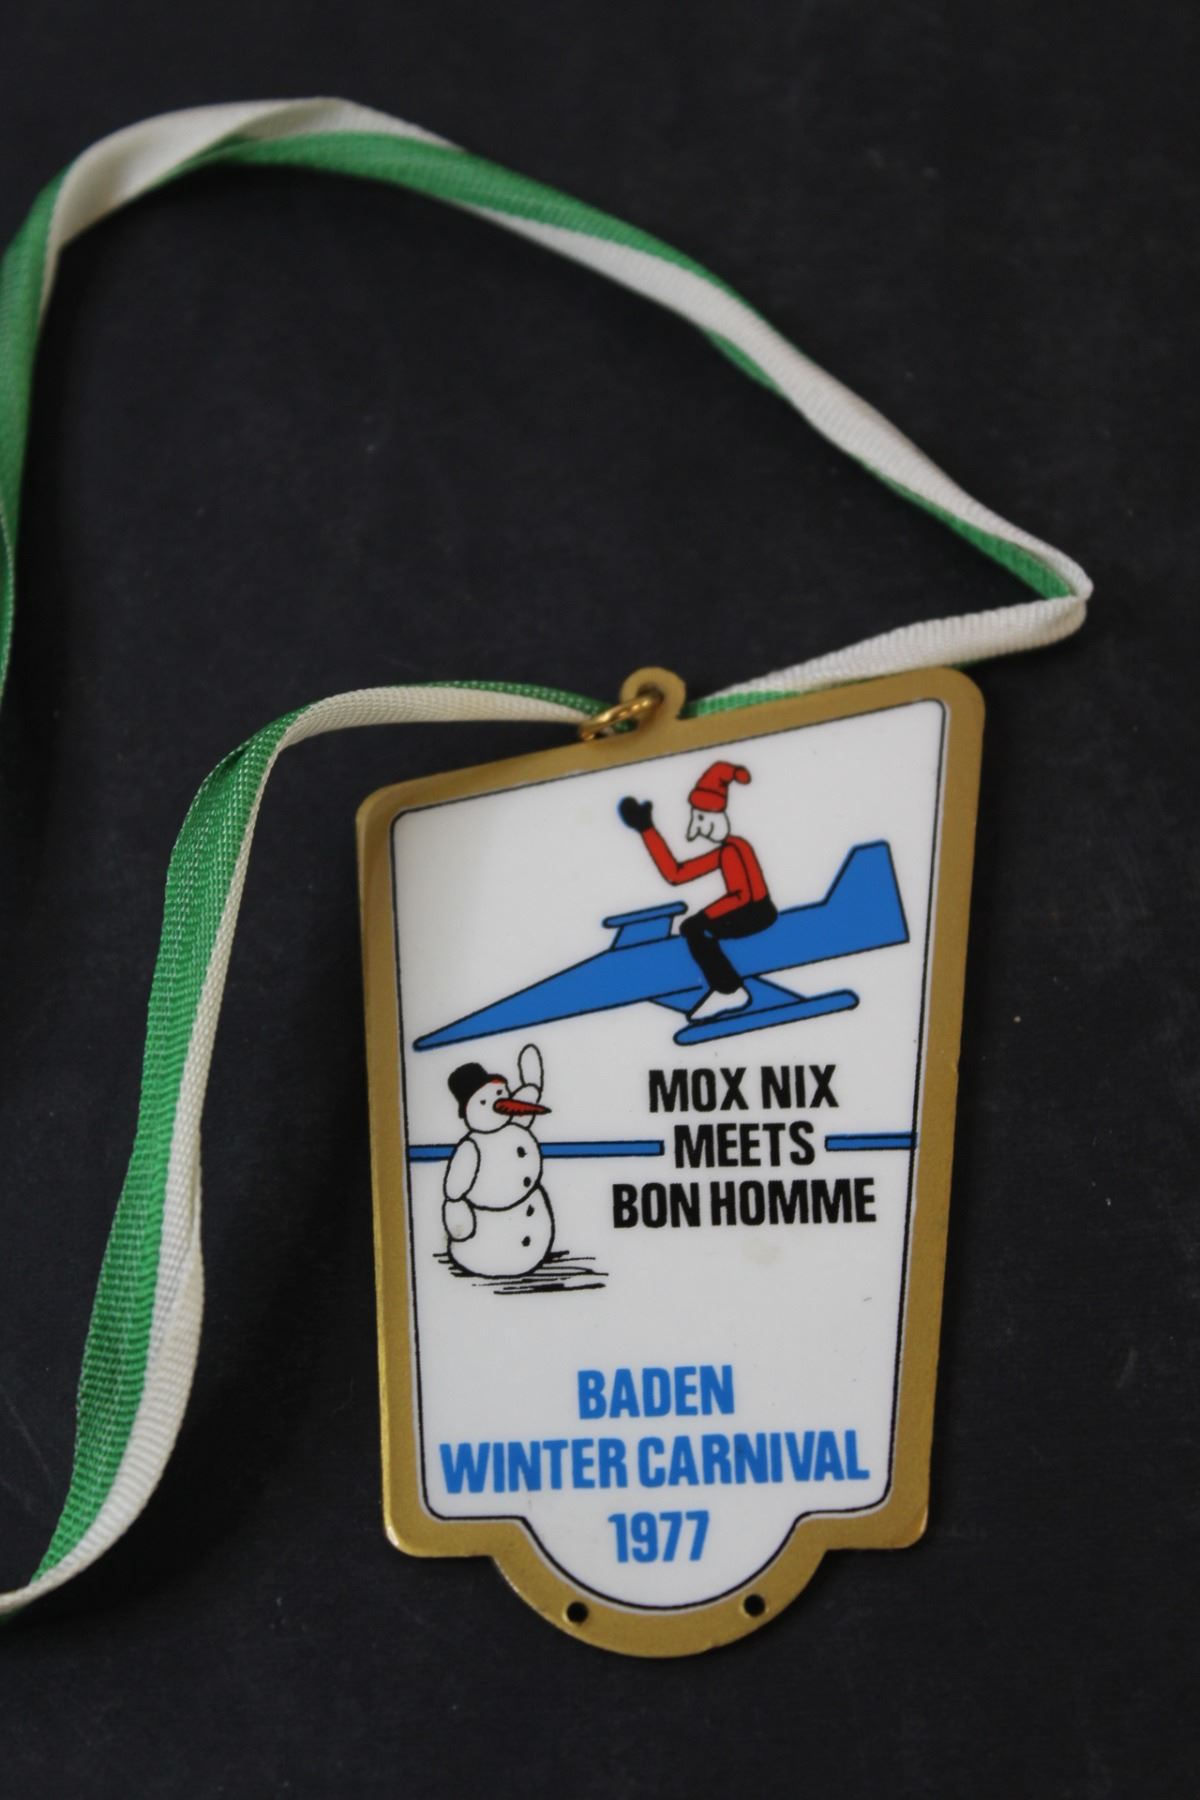 MOX NIX
MEETS
BON HOMME
BADEN
WINTER CARNIVAL
1977